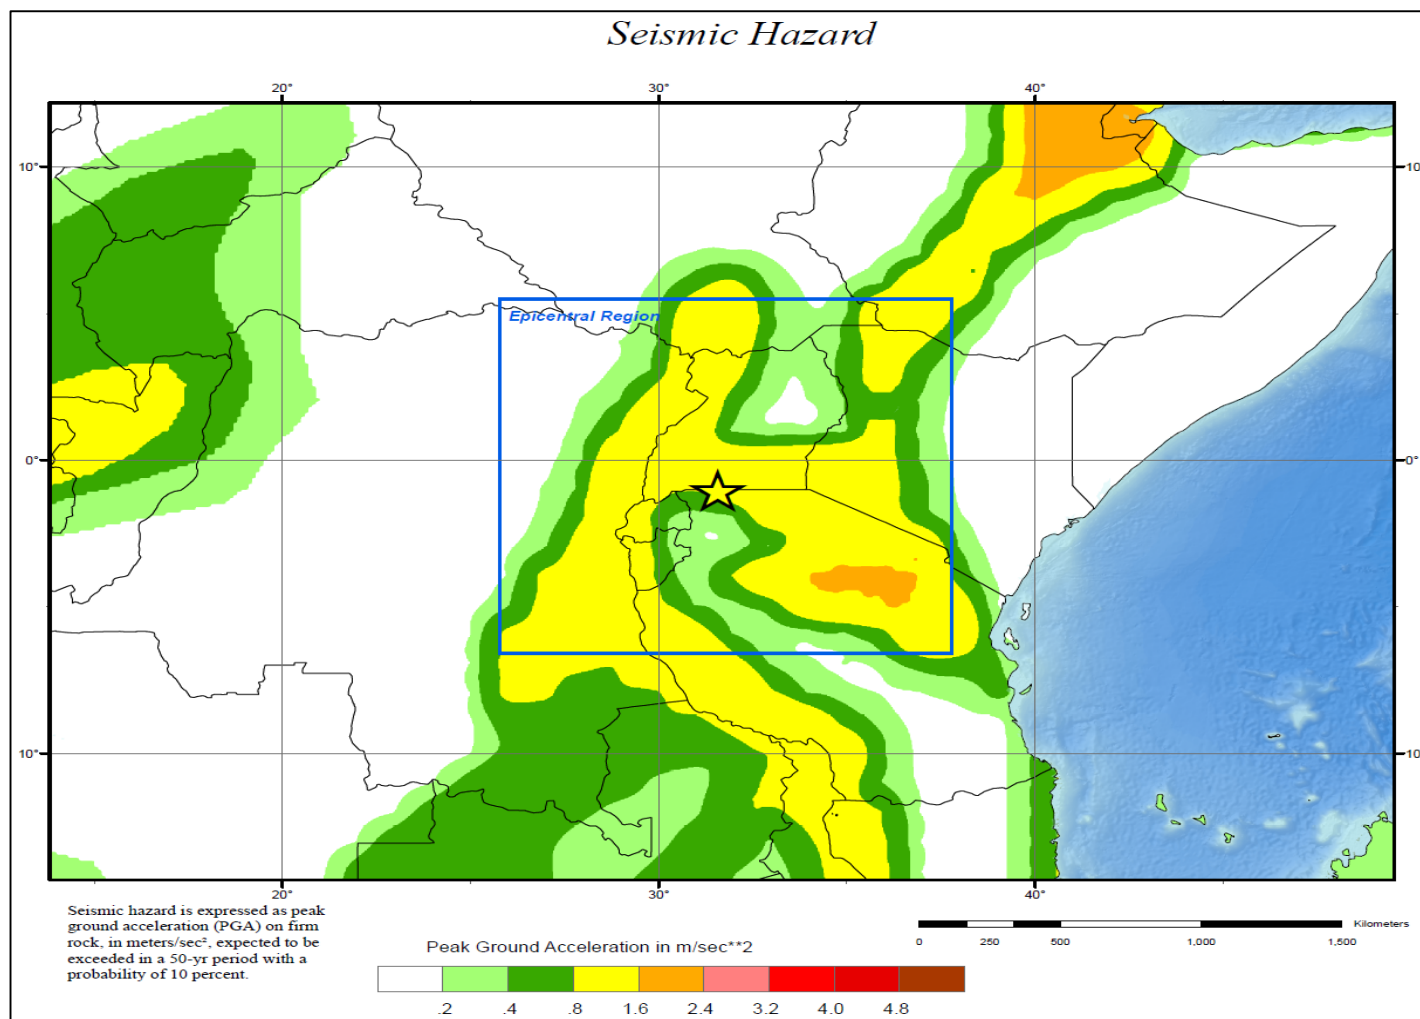 Seismic Hazard
20° 30° 40°
10° 10°
Epicentral Region
0° 0°
10° 10°
20° 30° 40°
Seismic hazard is expressed as peak
ground acceleration (PGA) on firm
rock, in meters/sec², expected to be
exceeded in a 50-yr period with a
probability of 10 percent.
Kilometers
0 250 500 1,000 1,500
Peak Ground Acceleration in m/sec**2
.2 .4 .8 1.6 2.4 3.2 4.0 4.8